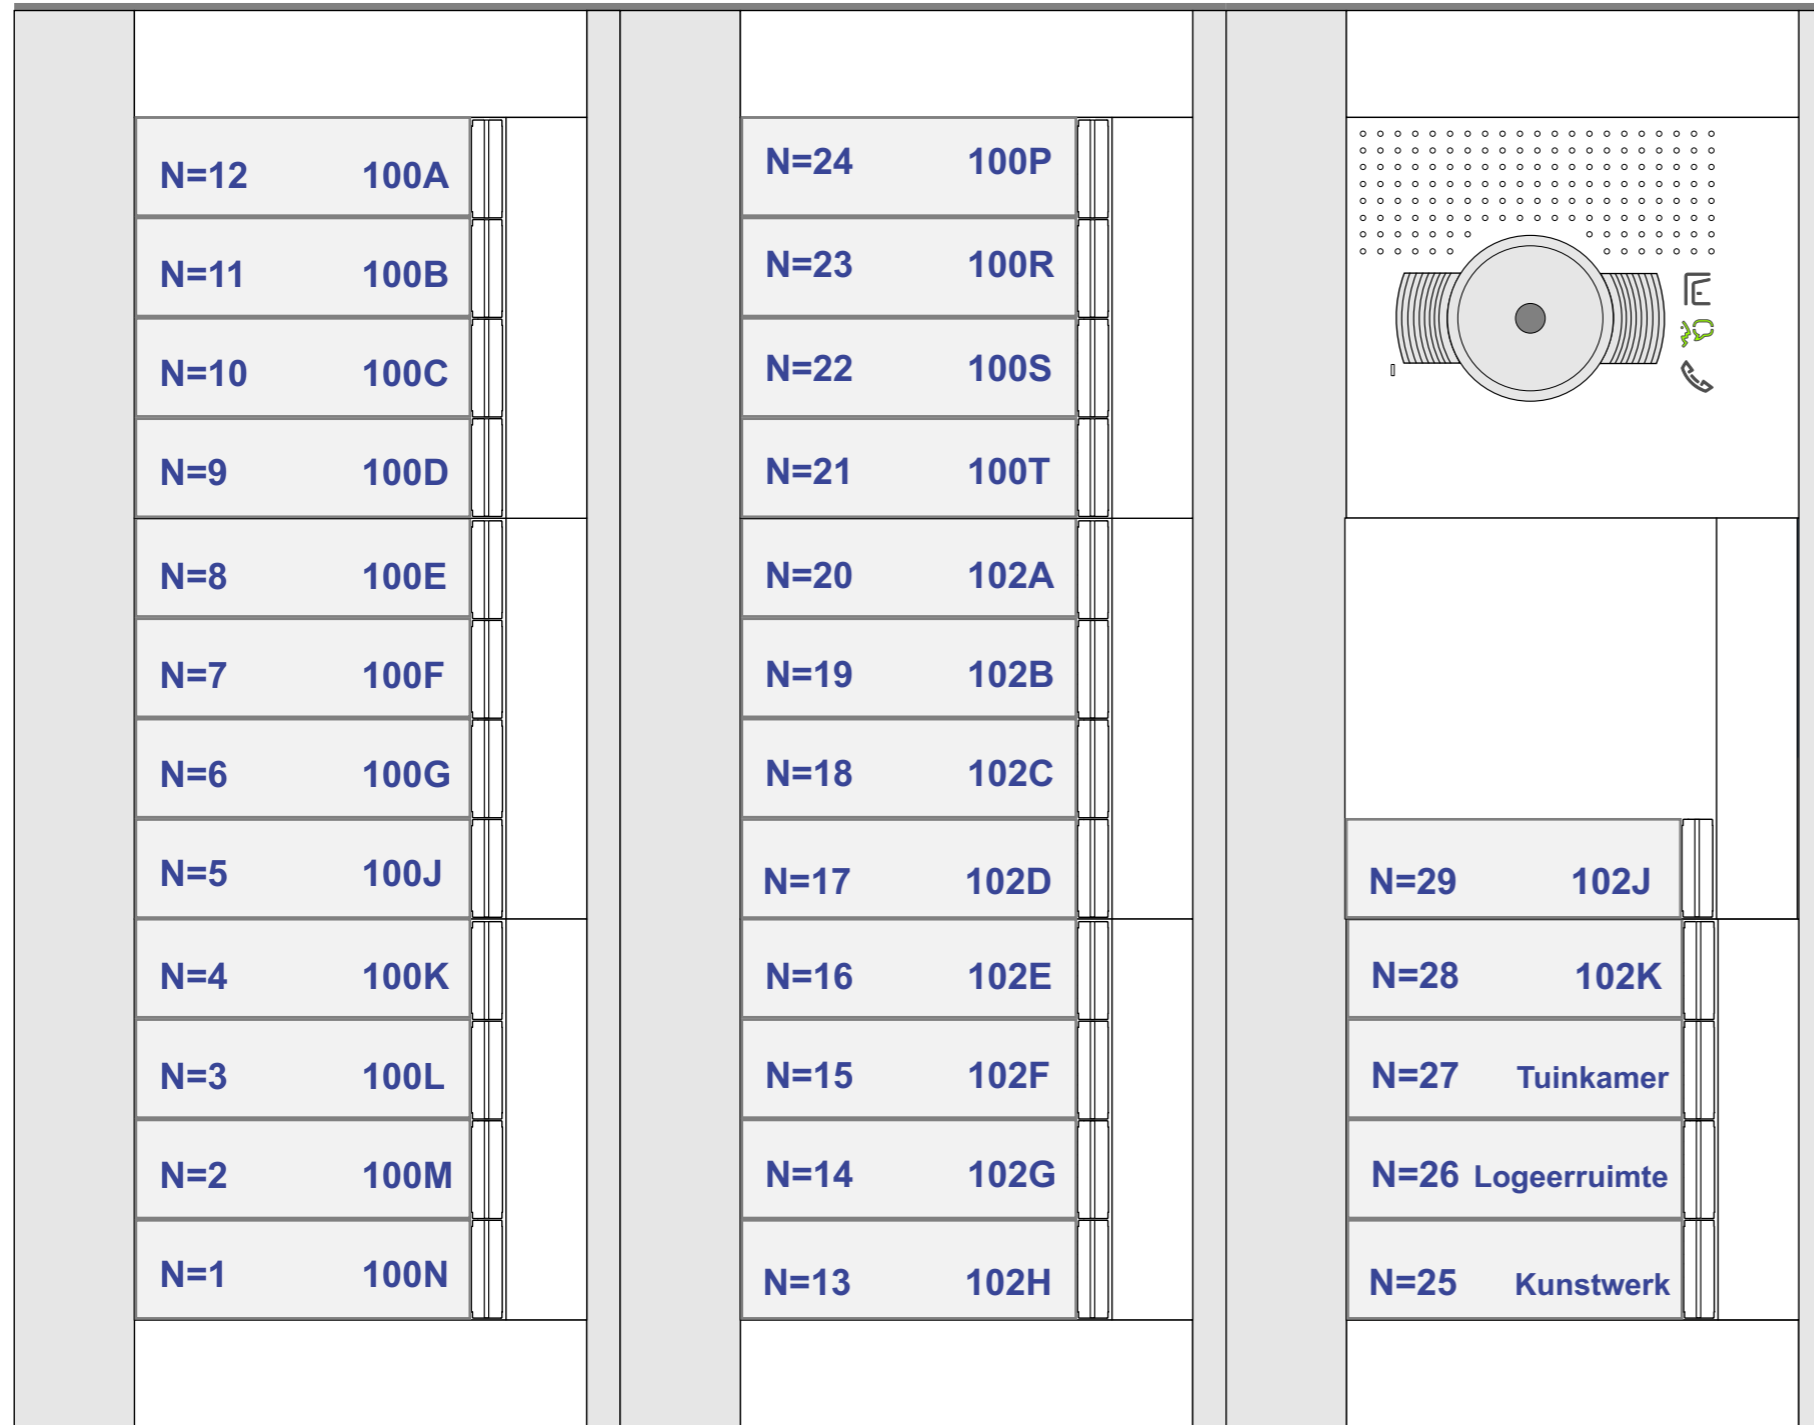 N=12 100A
N=11 100B
N=10 100C
N=9 100D
N=8 100E
N=7 100F
N=6 100G
N=5 100J
N=4 100K
N=3 100L
N=2 100M
N=1 100N
N=24 100P
N=23 100R
N=22 100S
N=21 100T
N=20 102A
N=19 102B
N=18 102C
N=17 102D
N=16 102E
N=15 102F
N=14 102G
N=13 102H
N=29 102J
N=28 102K
N=27 Tuinkamer
N=26 Logeerruimte
N=25 Kunstwerk